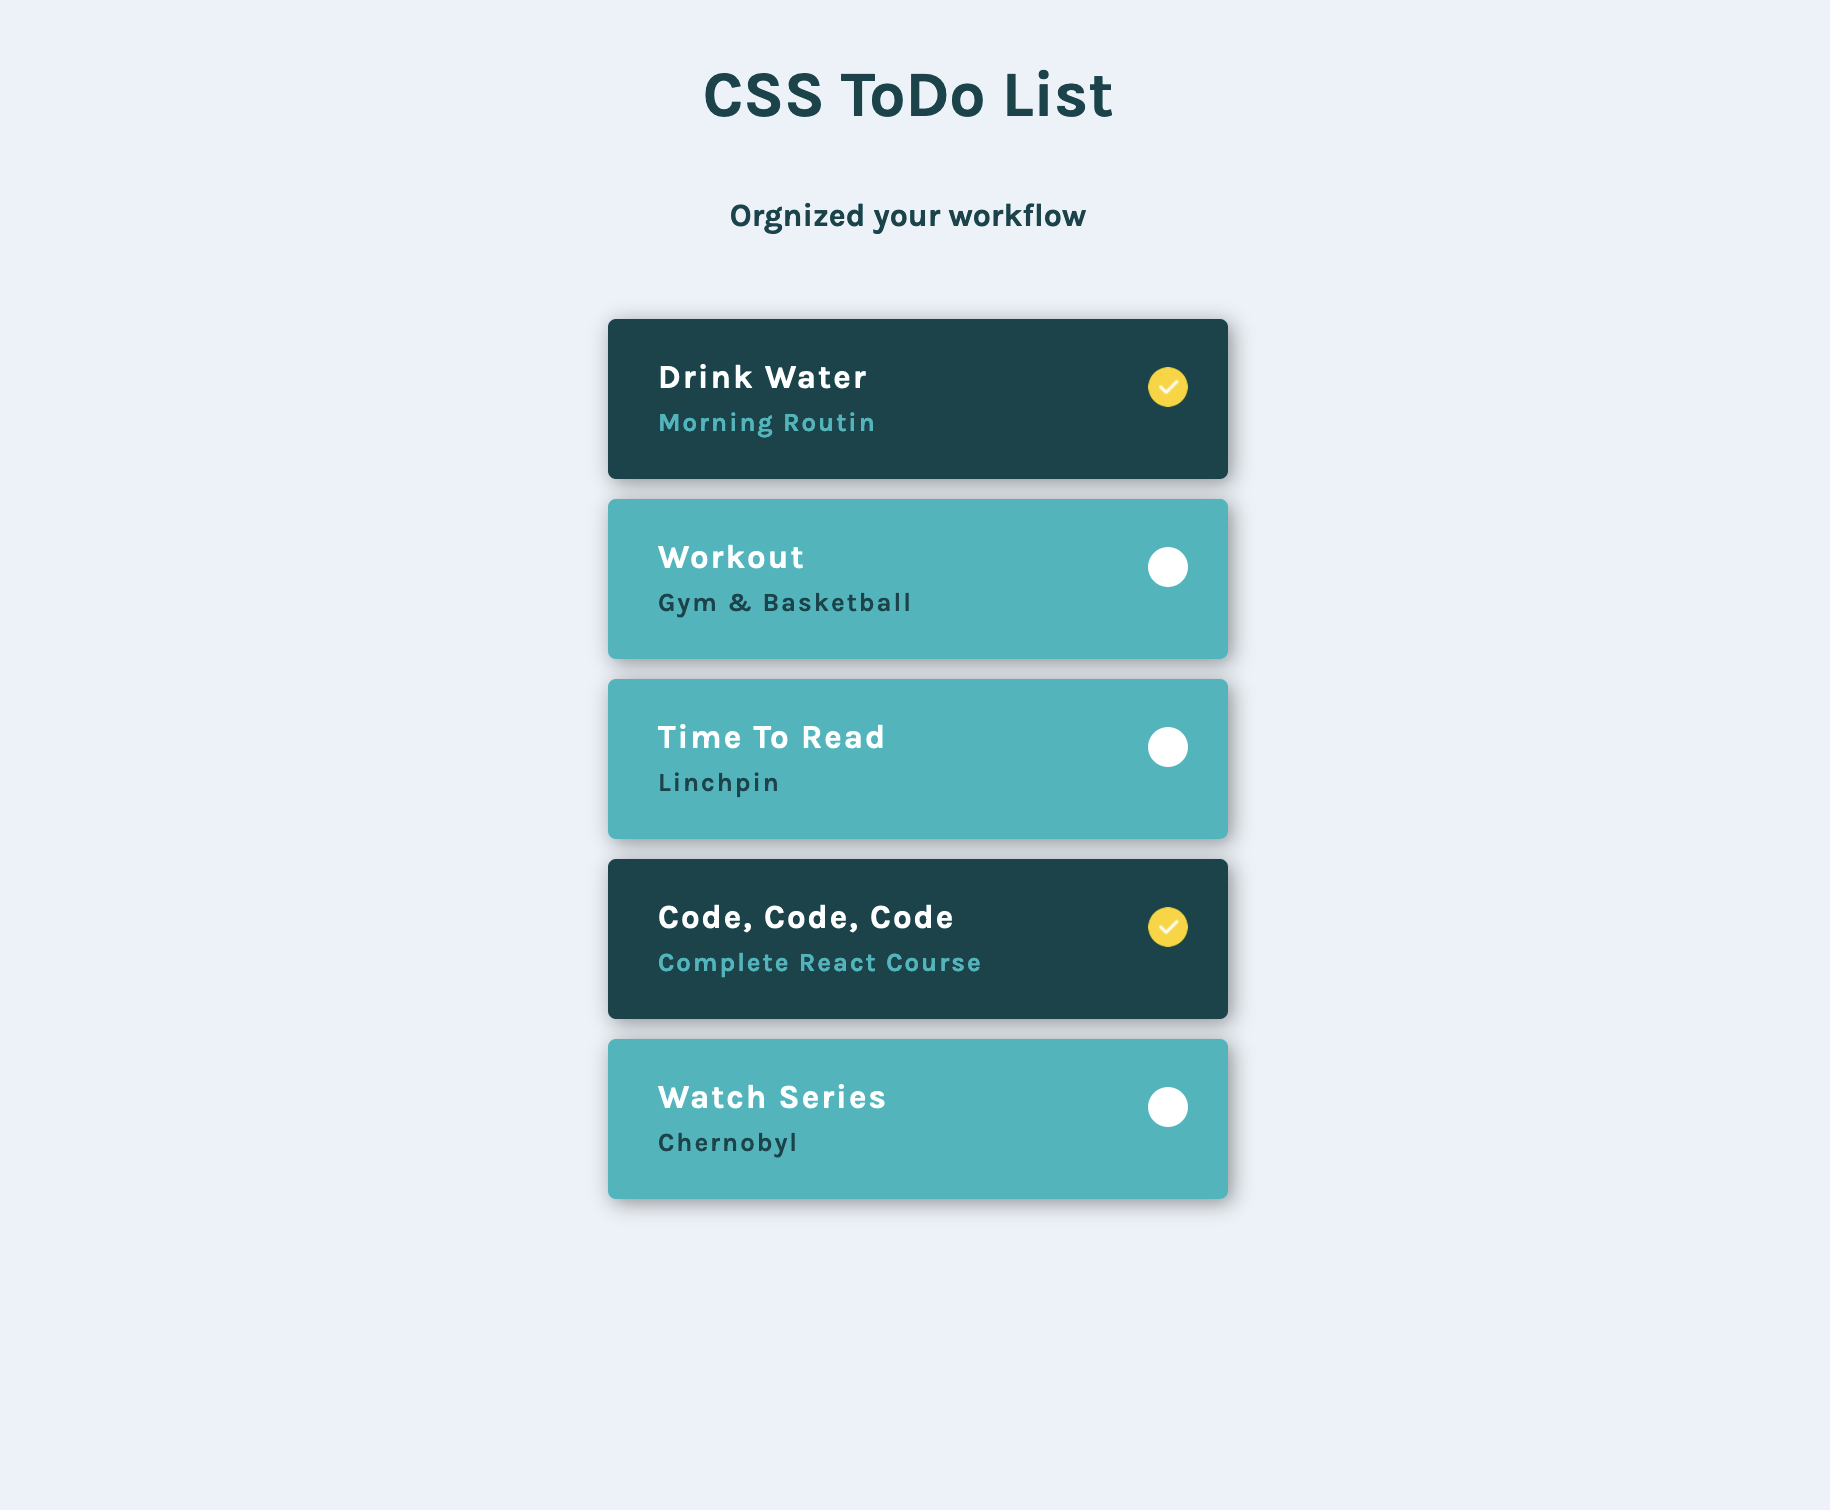 CSS ToDo List
Orgnized your workflow
Drink Water
Morning Routin
Workout
Gym & Basketball
Time To Read
Linchpin
Code, Code, Code
Complete React Course
Watch Series
Chernobyl